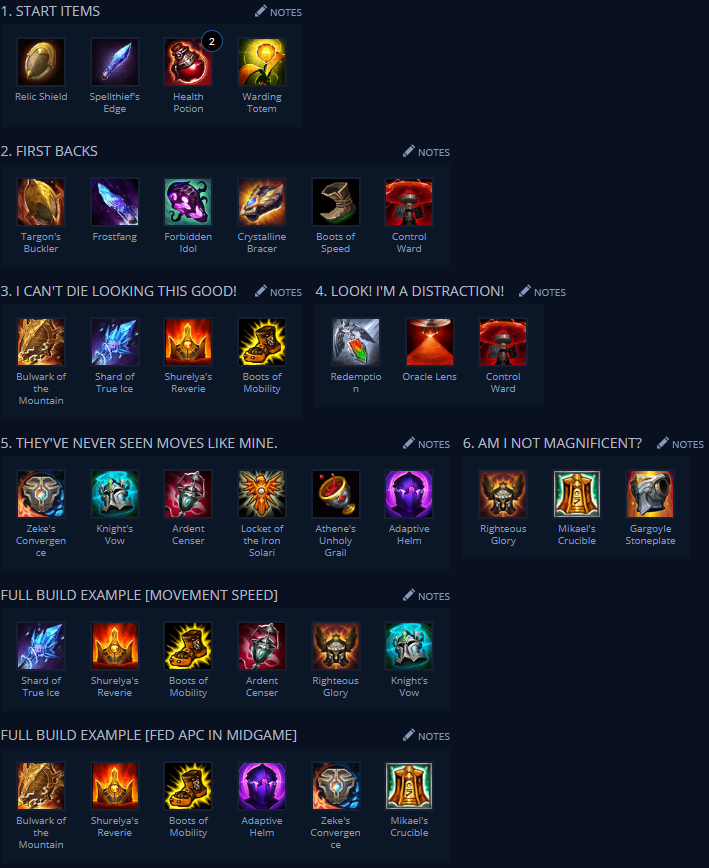 1. START ITEMS NOTES
2
Relic Shield Spellthief's Health Warding
Edge Potion Totem
2. FIRST BACKS NOTES
Targon's Frostfang Forbidden Crystalline Boots of Control
Buckler Idol Bracer Speed Ward
3. I CAN'T DIE LOOKING THIS GOOD! NOTES 4. LOOK! I'M A DISTRACTION! NOTES
Bulwark of Shard of Shurelya's Boots of Redemptio Oracle Lens Control
the True Ice Reverie Mobility n Ward
Mountain
5. THEY'VE NEVER SEEN MOVES LIKE MINE. NOTES 6. AM I NOT MAGNIFICENT? NOTES
Zeke's Knight's Ardent Locket of Athene's Adaptive Righteous Mikael's Gargoyle
Convergen Vow Censer the Iron Unholy Helm Glory Crucible Stoneplate
ce Solari Grail
FULL BUILD EXAMPLE [MOVEMENT SPEED] NOTES
Shard of Shurelya's Boots of Ardent Righteous Knight's
True Ice Reverie Mobility Censer Glory Vow
FULL BUILD EXAMPLE [FED APC IN MIDGAME] NOTES
Bulwark of Shurelya's Boots of Adaptive Zeke's Mikael's
the Reverie Mobility Helm Convergen Crucible
Mountain ce